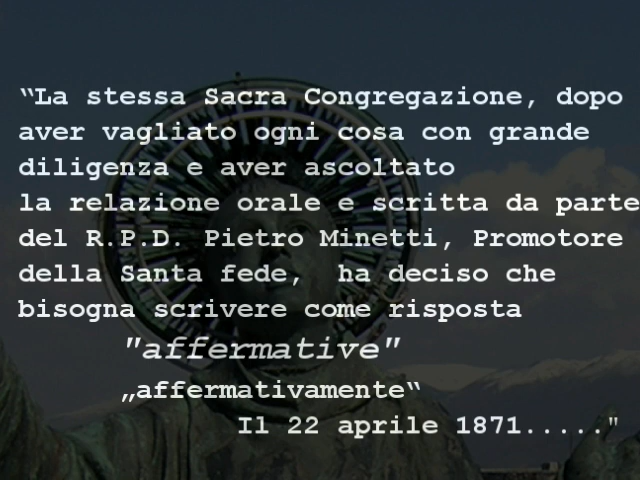 “La stessa Sacra Congregazione, dopo
aver vagliato ogni cosa con grande
diligenza e aver ascoltato
la relazione orale e scritta da parte
del R.P.D. Pietro Minetti, Promotore
della Santa fede,  ha deciso che
bisogna scrivere come risposta
"affermative"
„affermativamente“
Il 22 aprile 1871....."